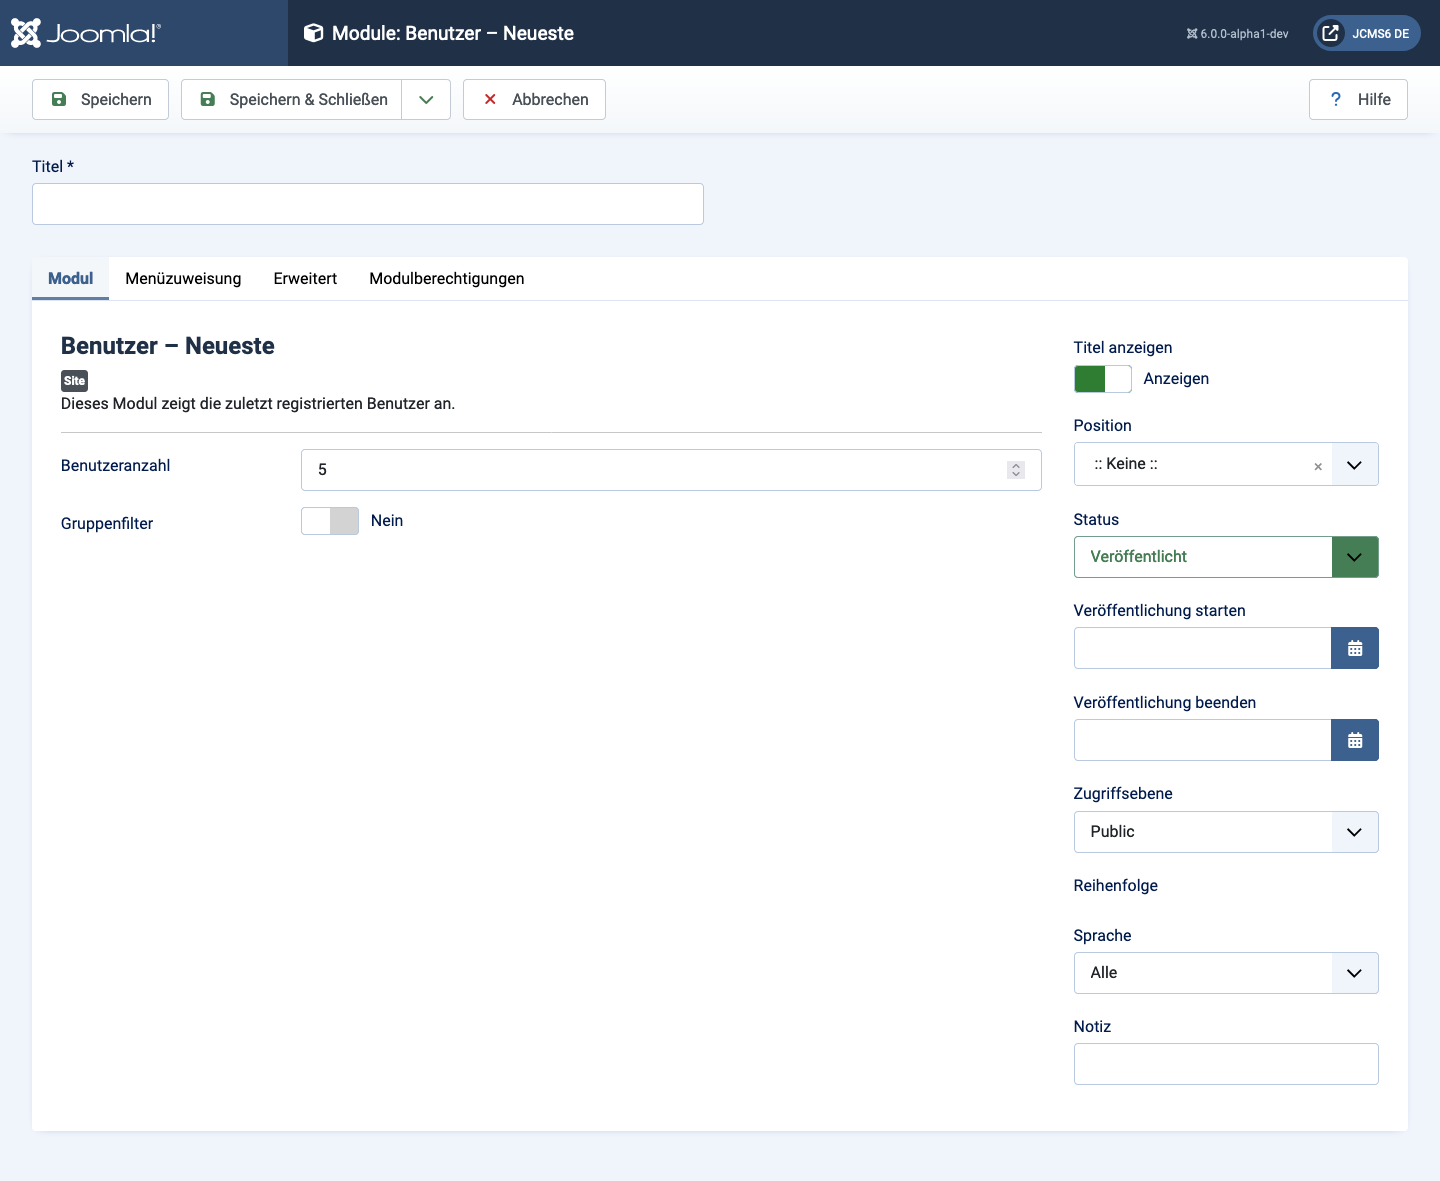 Joomla!®
Module: Benutzer – Neueste
6.0.0-alpha1-dev
JCMS6 DE
Speichern
Speichern & Schließen
Abbrechen
? Hilfe
Titel *
Modul
Menüzuweisung
Erweitert
Modulberechtigungen
Benutzer – Neueste
Site
Dieses Modul zeigt die zuletzt registrierten Benutzer an.
Benutzeranzahl
5
Gruppenfilter
Nein
Titel anzeigen
Anzeigen
Position
:: Keine ::
×
Status
Veröffentlicht
Veröffentlichung starten
Veröffentlichung beenden
Zugriffsebene
Public
Reihenfolge
Sprache
Alle
Notiz